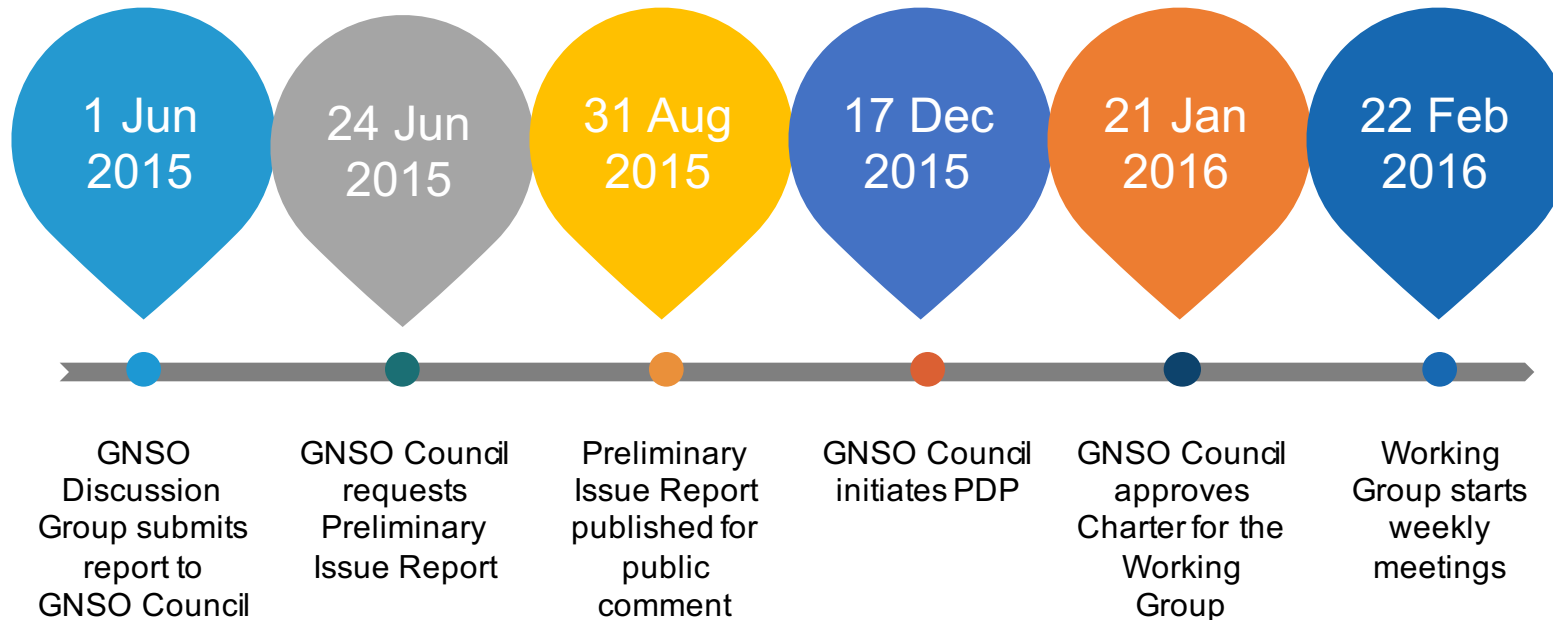 1 Jun
2015
24 Jun
2015
31 Aug
2015
17 Dec
2015
21 Jan
2016
22 Feb
2016
GNSO
Discussion
Group submits
report to
GNSO Council
GNSO Council
requests
Preliminary
Issue Report
Preliminary
Issue Report
published for
public
comment
GNSO Council
initiates PDP
GNSO Council
approves
Charter for the
Working
Group
Working
Group starts
weekly
meetings